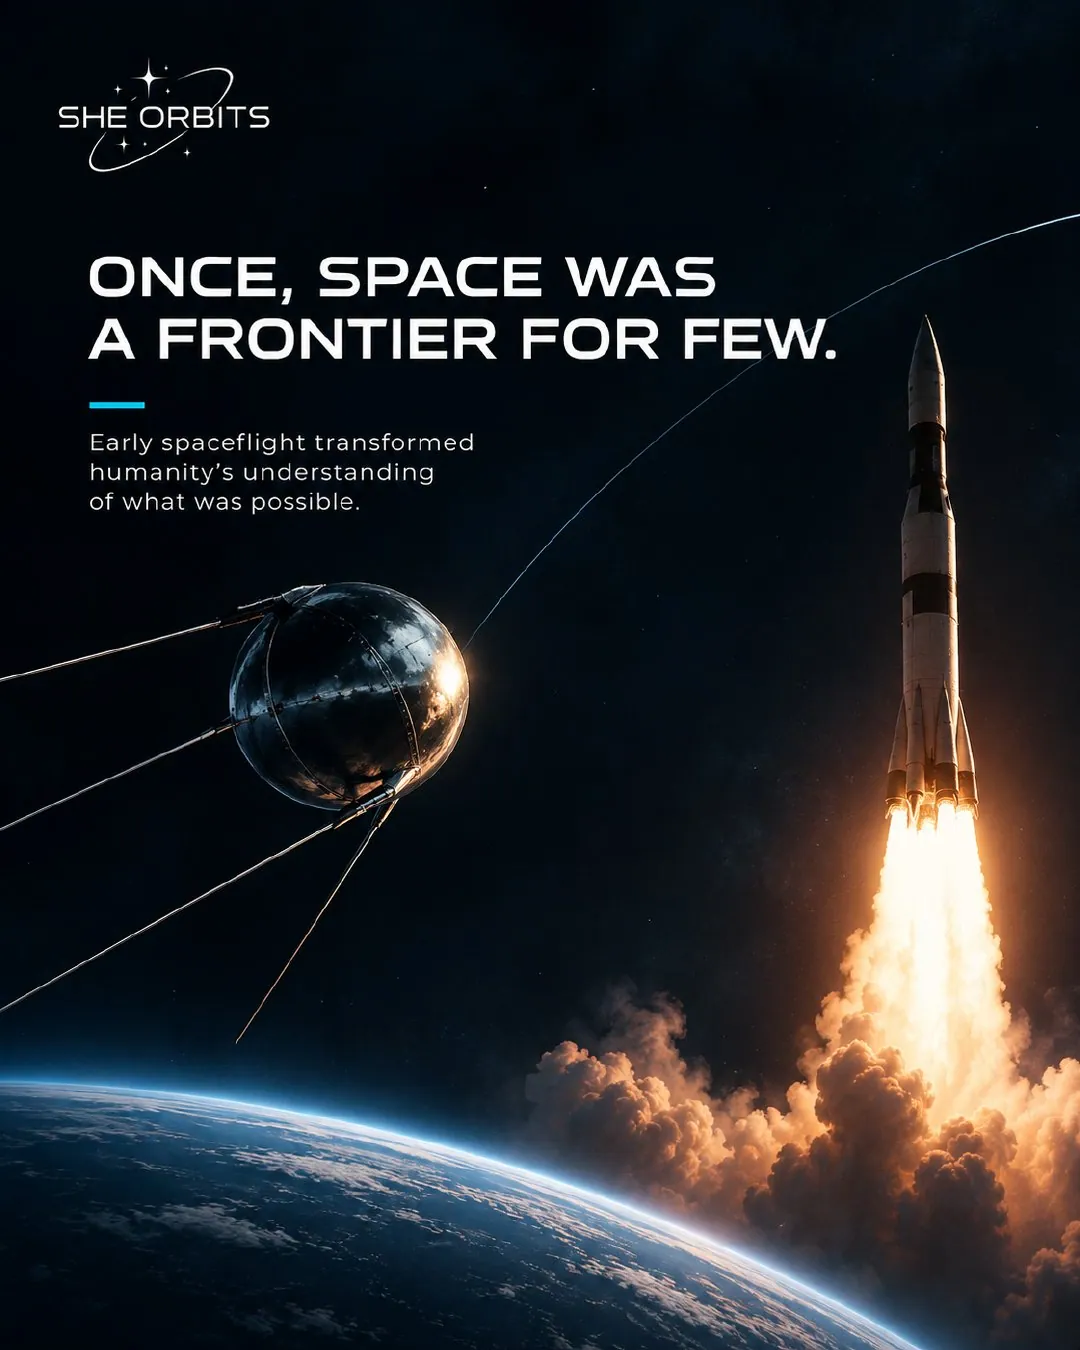 SHE ORBITS
ONCE, SPACE WAS
A FRONTIER FOR FEW.
Early spaceflight transformed
humanity’s understanding
of what was possible.